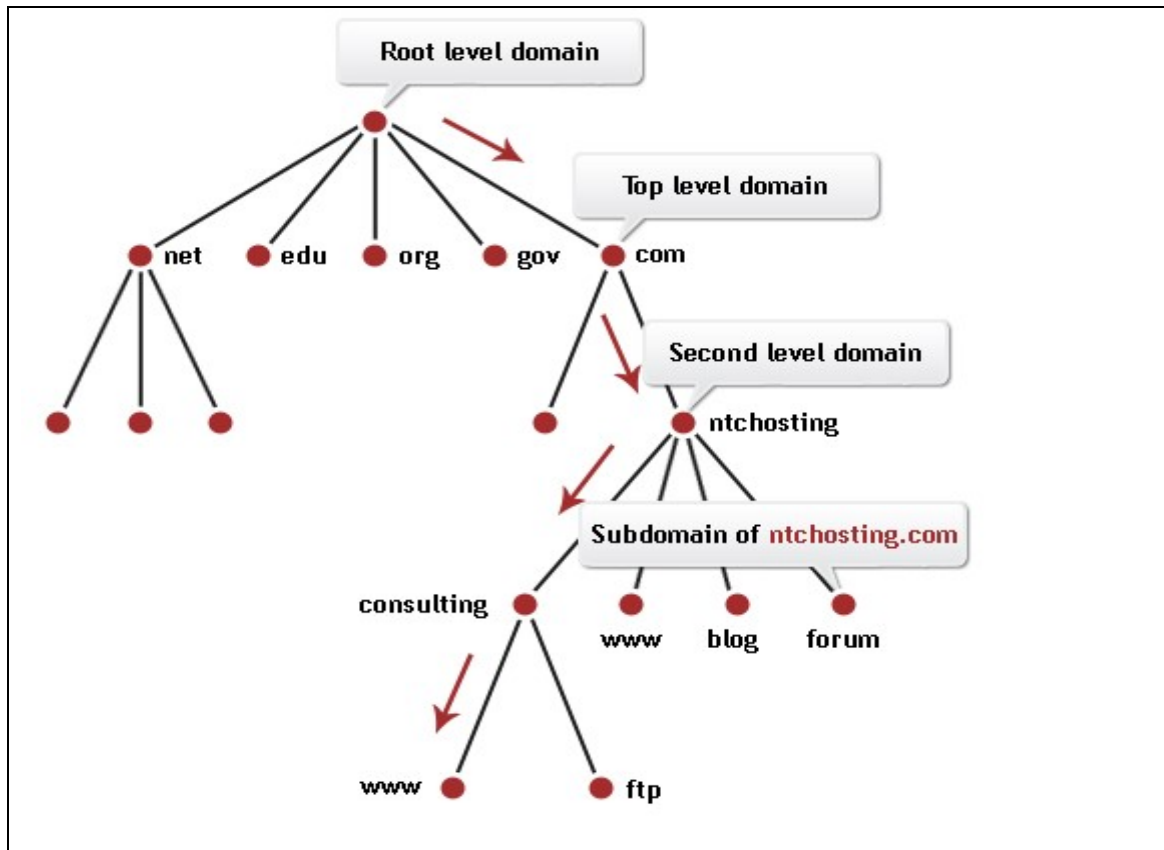 Root level domain
Top level domain
net edu org gov com
Second level domain
ntchosting
Subdomain of ntchosting.com
consulting
www blog forum
www ftp